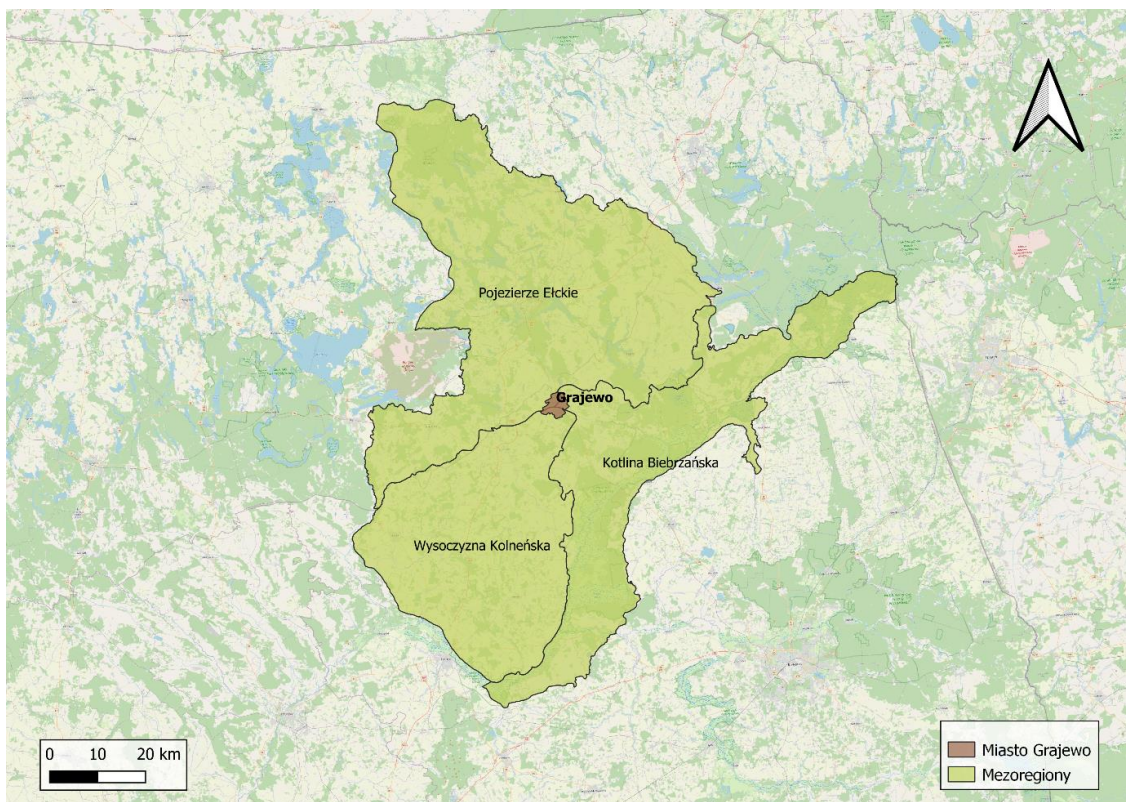 Pojezierze Ełckie
Grajewo
Kotlina Biebrzańska
Wysoczyzna Kolneńska
0 10 20 km
Miasto Grajewo
Mezoregiony